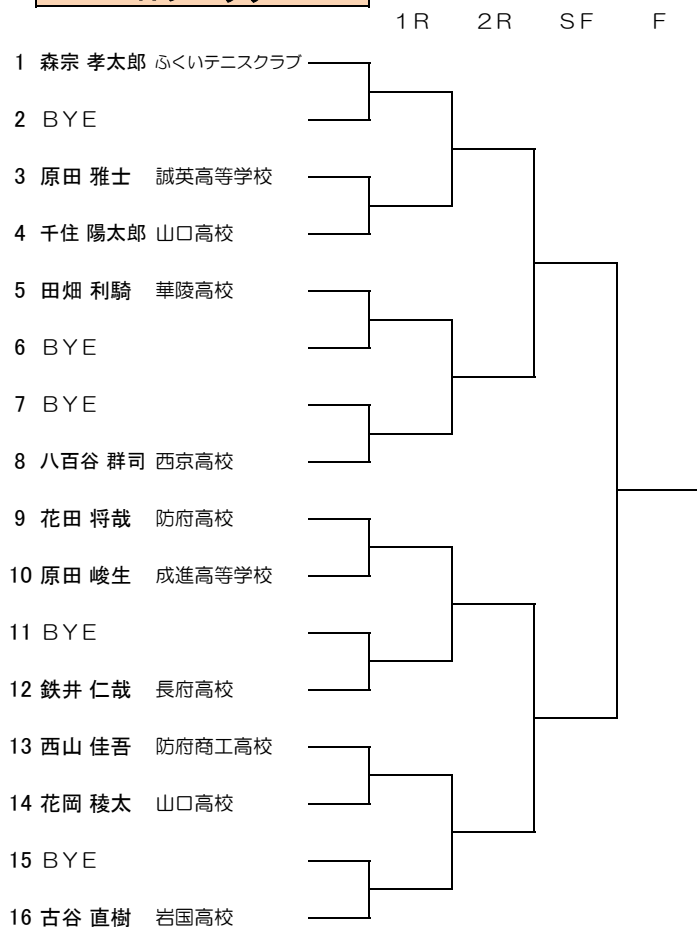 1R 2R SF F
1 森宗 孝太郎 ふくいテニスクラブ
2 BYE
3 原田 雅士 誠英高等学校
4 千住 陽太郎 山口高校
5 田畑 利騎 華陵高校
6 BYE
7 BYE
8 八百谷 群司 西京高校
9 花田 将哉 防府高校
10 原田 峻生 成進高等学校
11 BYE
12 鉄井 仁哉 長府高校
13 西山 佳吾 防府商工高校
14 花岡 稜太 山口高校
15 BYE
16 古谷 直樹 岩国高校